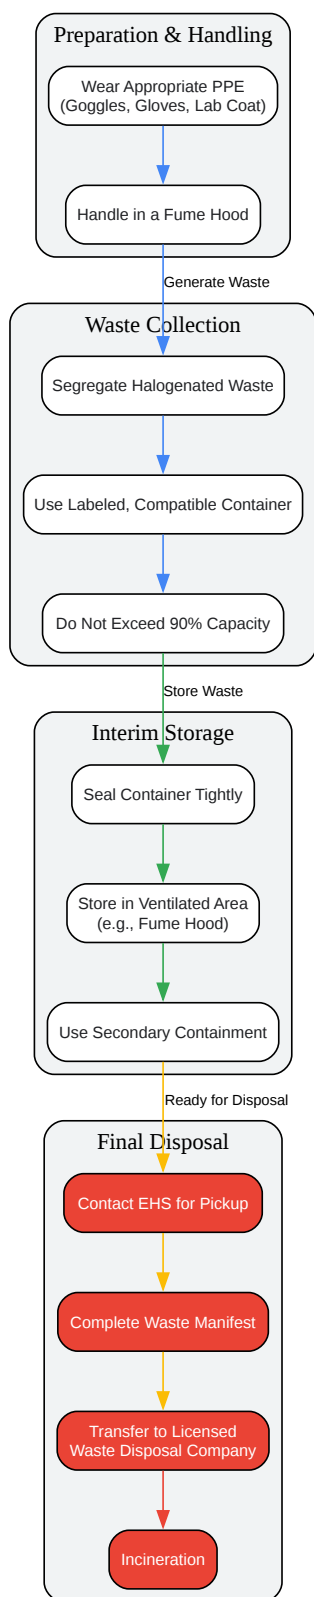 Preparation & Handling
Wear Appropriate PPE
(Goggles, Gloves, Lab Coat)
Handle in a Fume Hood
Generate Waste
Waste Collection
Segregate Halogenated Waste
Use Labeled, Compatible Container
Do Not Exceed 90% Capacity
Store Waste
Interim Storage
Seal Container Tightly
Store in Ventilated Area
(e.g., Fume Hood)
Use Secondary Containment
Ready for Disposal
Final Disposal
Contact EHS for Pickup
Complete Waste Manifest
Transfer to Licensed
Waste Disposal Company
Incineration